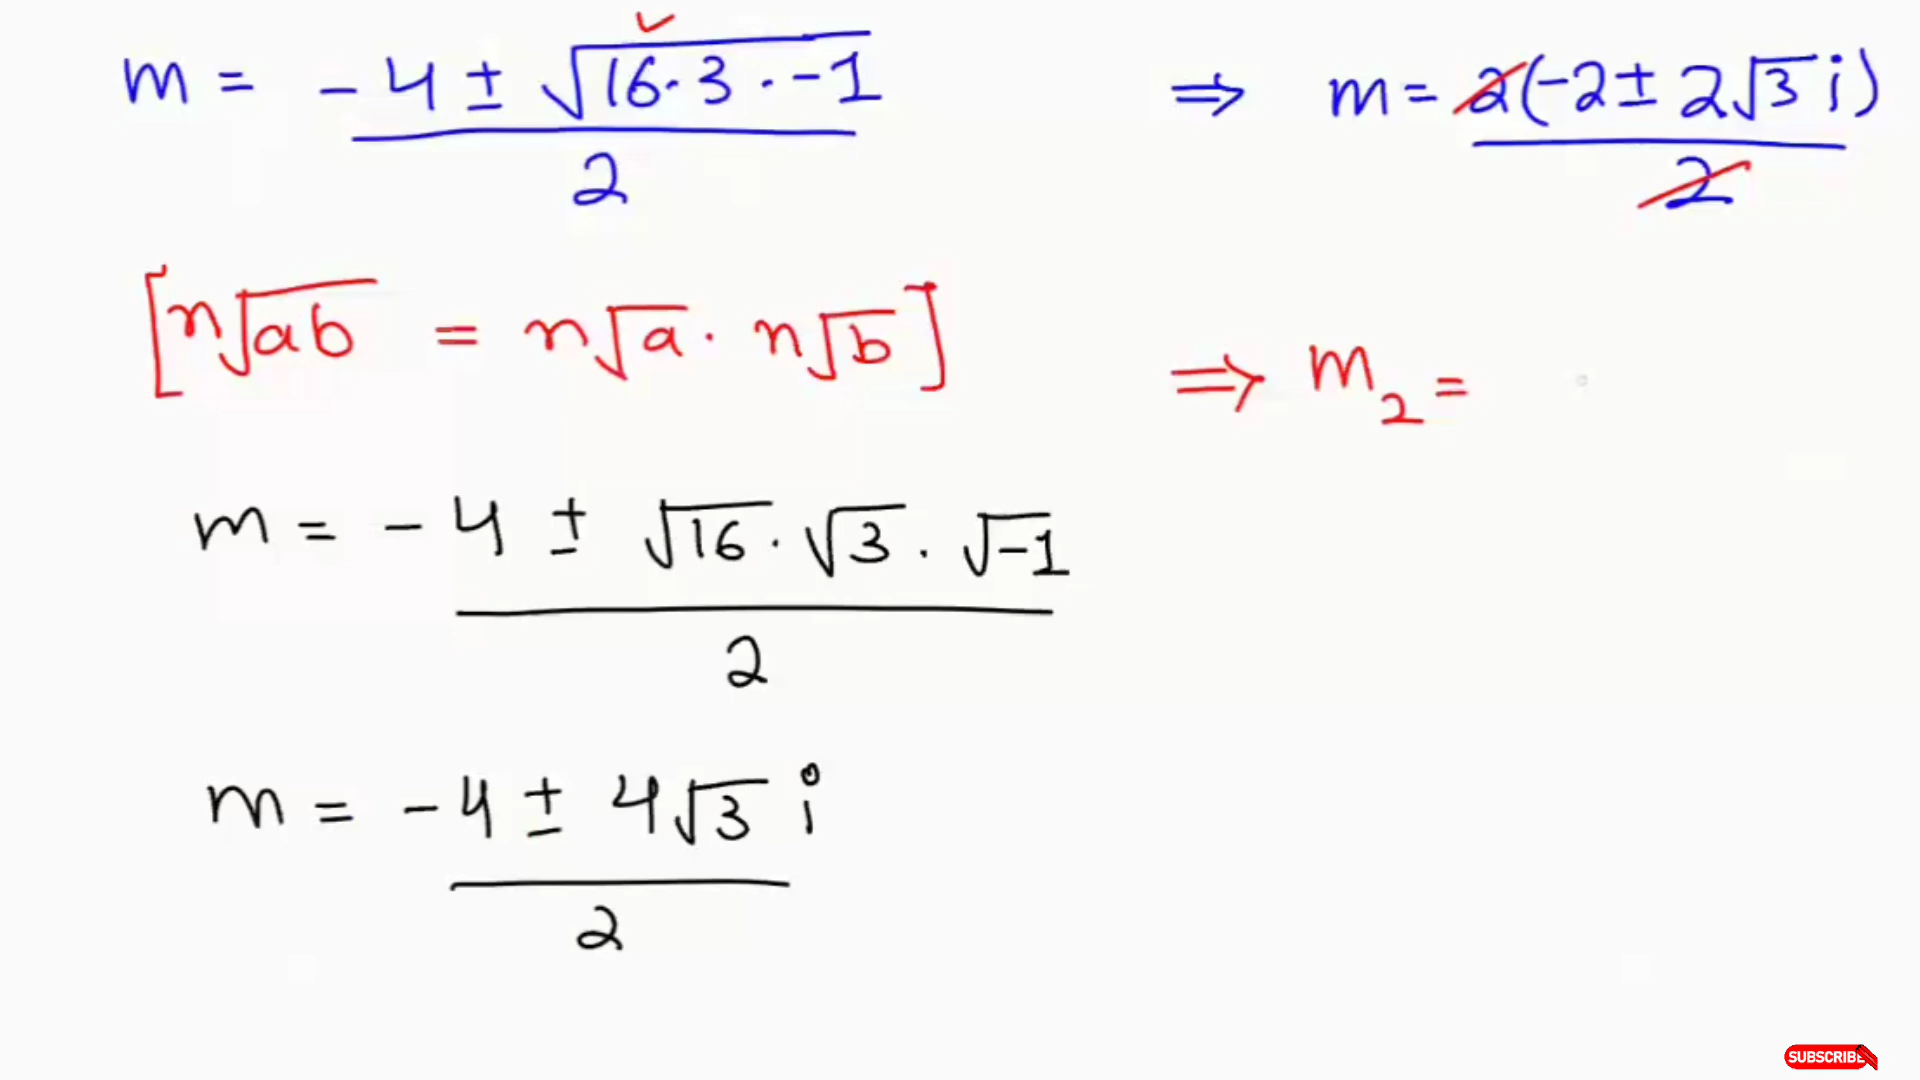 m = -4 ± √16·3·-1 / 2
[n√ab = n√a · n√b]
m = -4 ± √16 · √3 · √-1 / 2
m = -4 ± 4√3 i / 2
⇒ m = 2(-2 ± 2√3 i) / 2
⇒ m₂ =
SUBSCRIBE